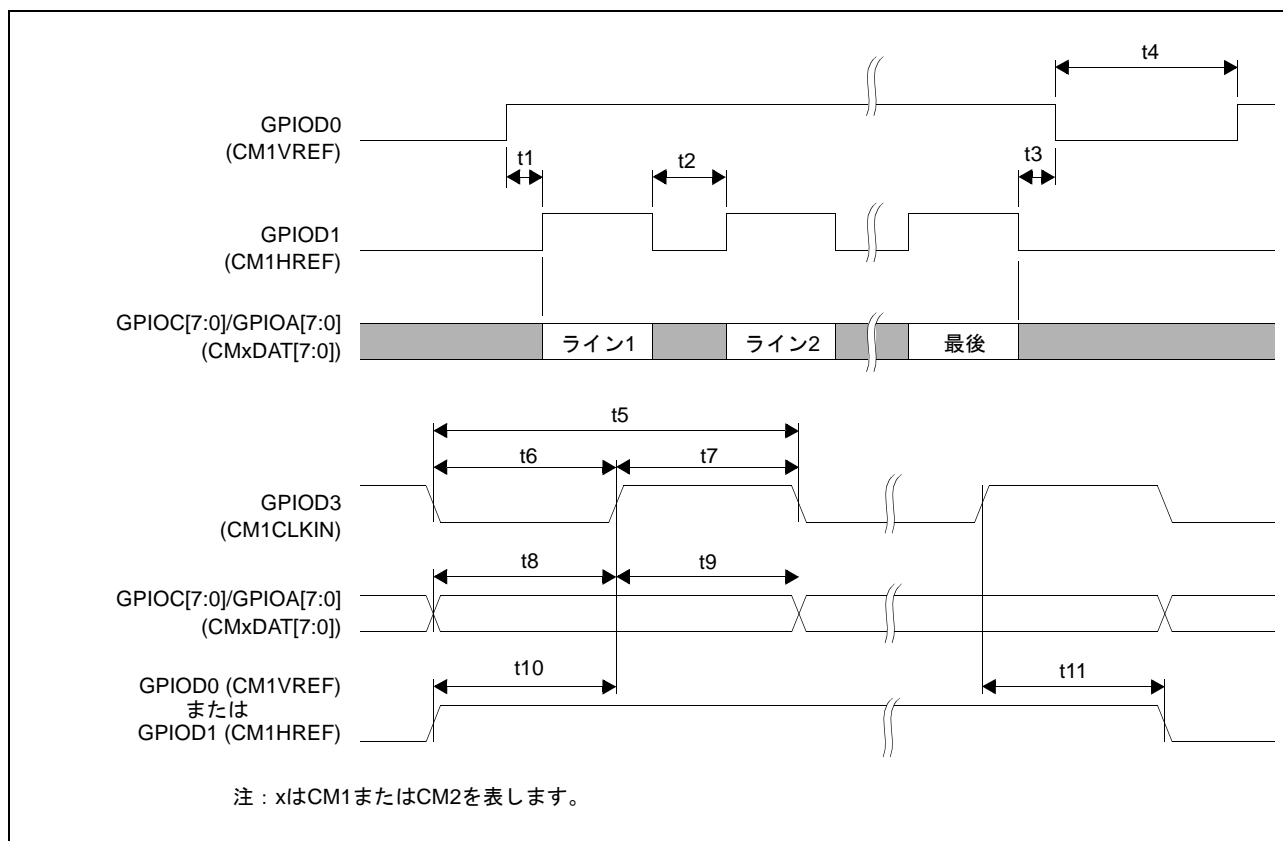 t4
GPIOD0
(CM1VREF)
t1
t2
t3
GPIOD1
(CM1HREF)
GPIOC[7:0]/GPIOA[7:0]
(CMxDAT[7:0])
ライン1
ライン2
最後
t5
t6
t7
GPIOD3
(CM1CLKIN)
t8
t9
GPIOC[7:0]/GPIOA[7:0]
(CMxDAT[7:0])
t10
t11
GPIOD0 (CM1VREF)
または
GPIOD1 (CM1HREF)
注：xはCM1またはCM2を表します。